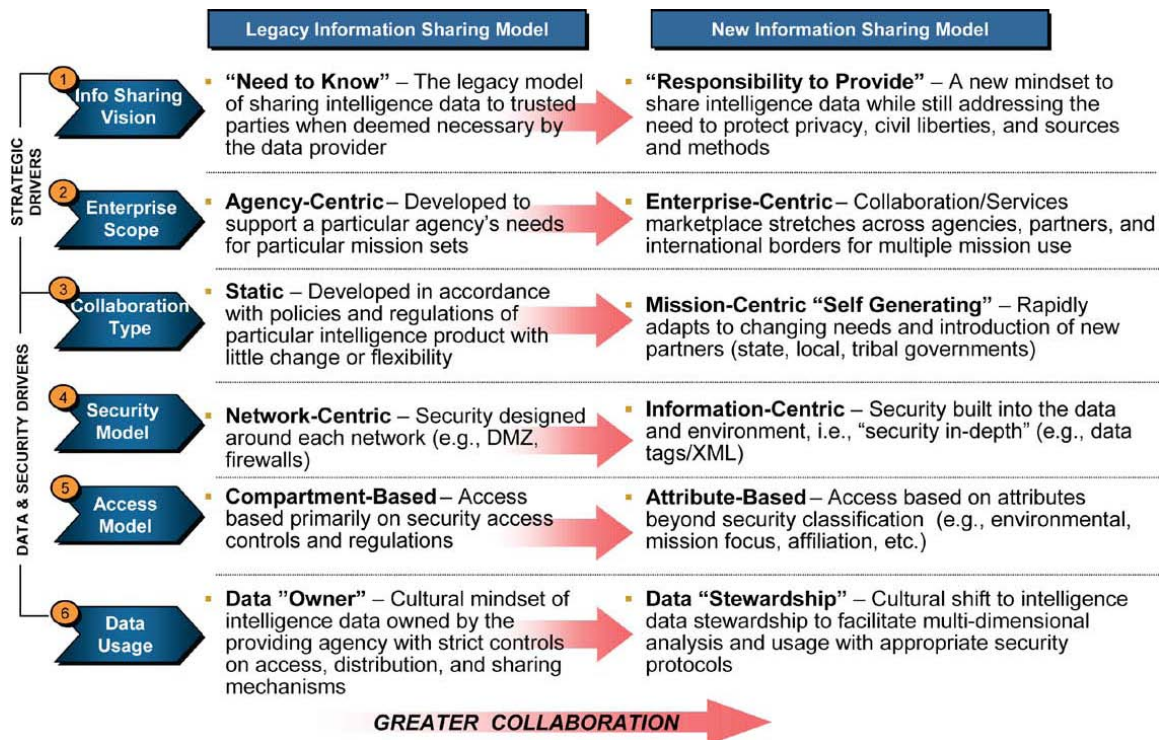 Legacy Information Sharing Model
New Information Sharing Model
STRATEGIC
DRIVERS
DATA & SECURITY DRIVERS
1
Info Sharing
Vision
“Need to Know” – The legacy model
of sharing intelligence data to trusted
parties when deemed necessary by
the data provider
“Responsibility to Provide” – A new mindset to
share intelligence data while still addressing the
need to protect privacy, civil liberties, and sources
and methods
2
Enterprise
Scope
Agency-Centric – Developed to
support a particular agency’s needs
for particular mission sets
Enterprise-Centric – Collaboration/Services
marketplace stretches across agencies, partners, and
international borders for multiple mission use
3
Collaboration
Type
Static – Developed in accordance
with policies and regulations of
particular intelligence product with
little change or flexibility
Mission-Centric “Self Generating” – Rapidly
adapts to changing needs and introduction of new
partners (state, local, tribal governments)
4
Security
Model
Network-Centric – Security designed
around each network (e.g., DMZ,
firewalls)
Information-Centric – Security built into the data
and environment, i.e., “security in-depth” (e.g., data
tags/XML)
5
Access
Model
Compartment-Based – Access
based primarily on security access
controls and regulations
Attribute-Based – Access based on attributes
beyond security classification (e.g., environmental,
mission focus, affiliation, etc.)
6
Data
Usage
Data ”Owner” – Cultural mindset of
intelligence data owned by the
providing agency with strict controls
on access, distribution, and sharing
mechanisms
Data “Stewardship” – Cultural shift to intelligence
data stewardship to facilitate multi-dimensional
analysis and usage with appropriate security
protocols
GREATER COLLABORATION